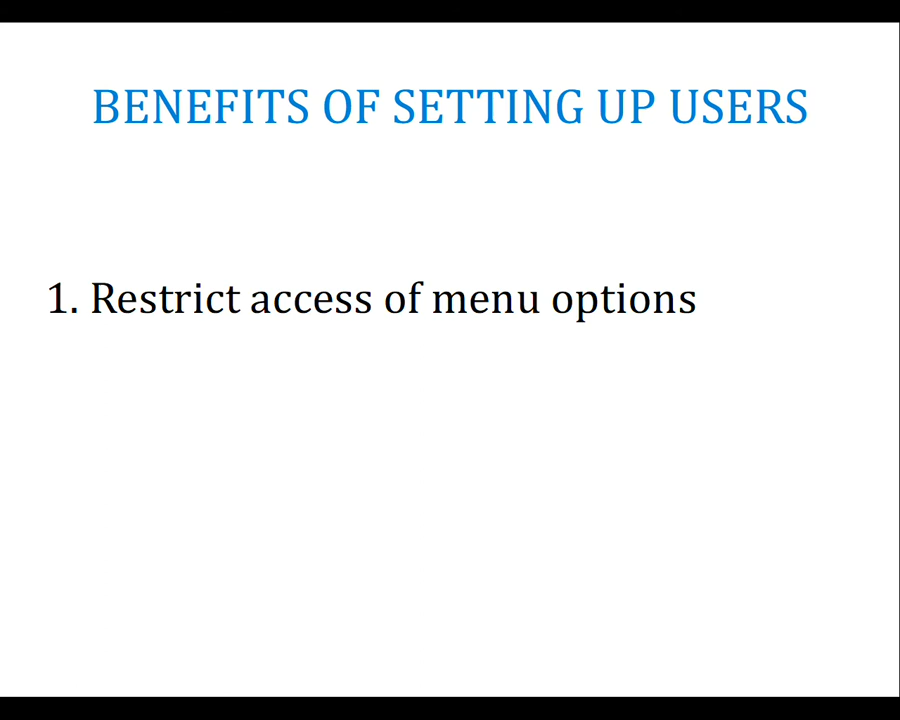 BENEFITS OF SETTING UP USERS
1. Restrict access of menu options